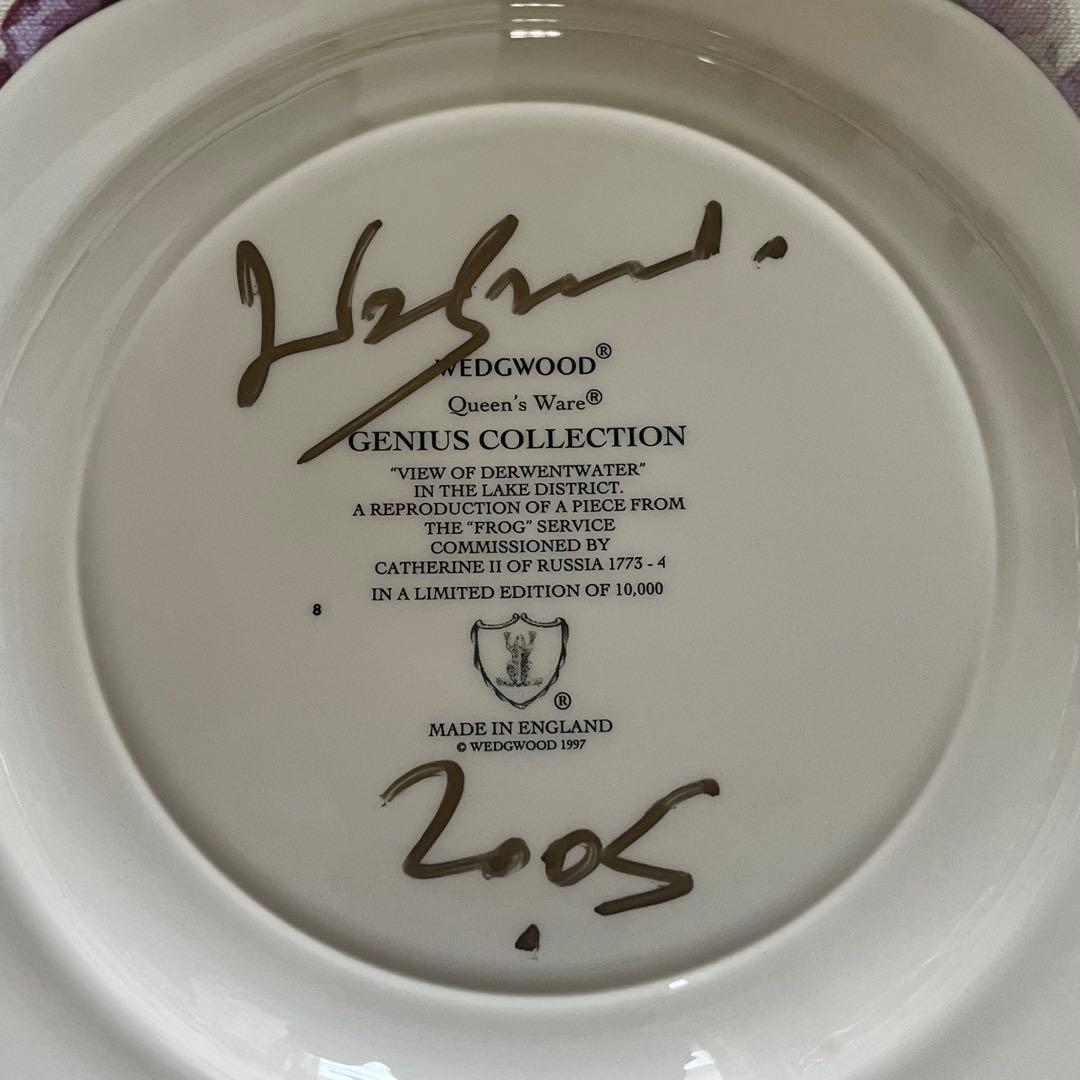 WEDGWOOD®
Queen's Ware®
GENIUS COLLECTION
"VIEW OF DERWENTWATER"
IN THE LAKE DISTRICT.
A REPRODUCTION OF A PIECE FROM
THE "FROG" SERVICE
COMMISSIONED BY
CATHERINE II OF RUSSIA 1773 - 4
IN A LIMITED EDITION OF 10,000
8
®
MADE IN ENGLAND
© WEDGWOOD 1997
2005